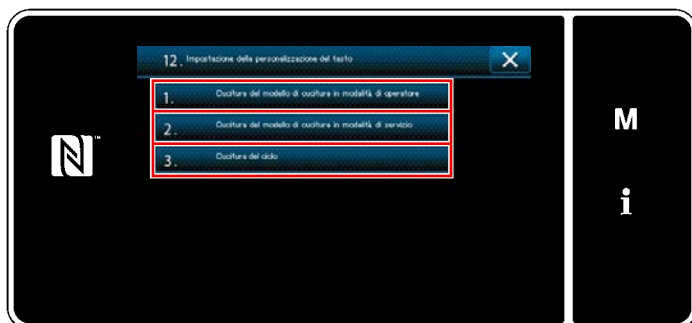 12. Impostazione della personalizzazione del tasto
1. Cucitura del modello di cucitura in modalità di operatore
2. Cucitura del modello di cucitura in modalità di servizio
3. Cucitura del ciclo
M
i